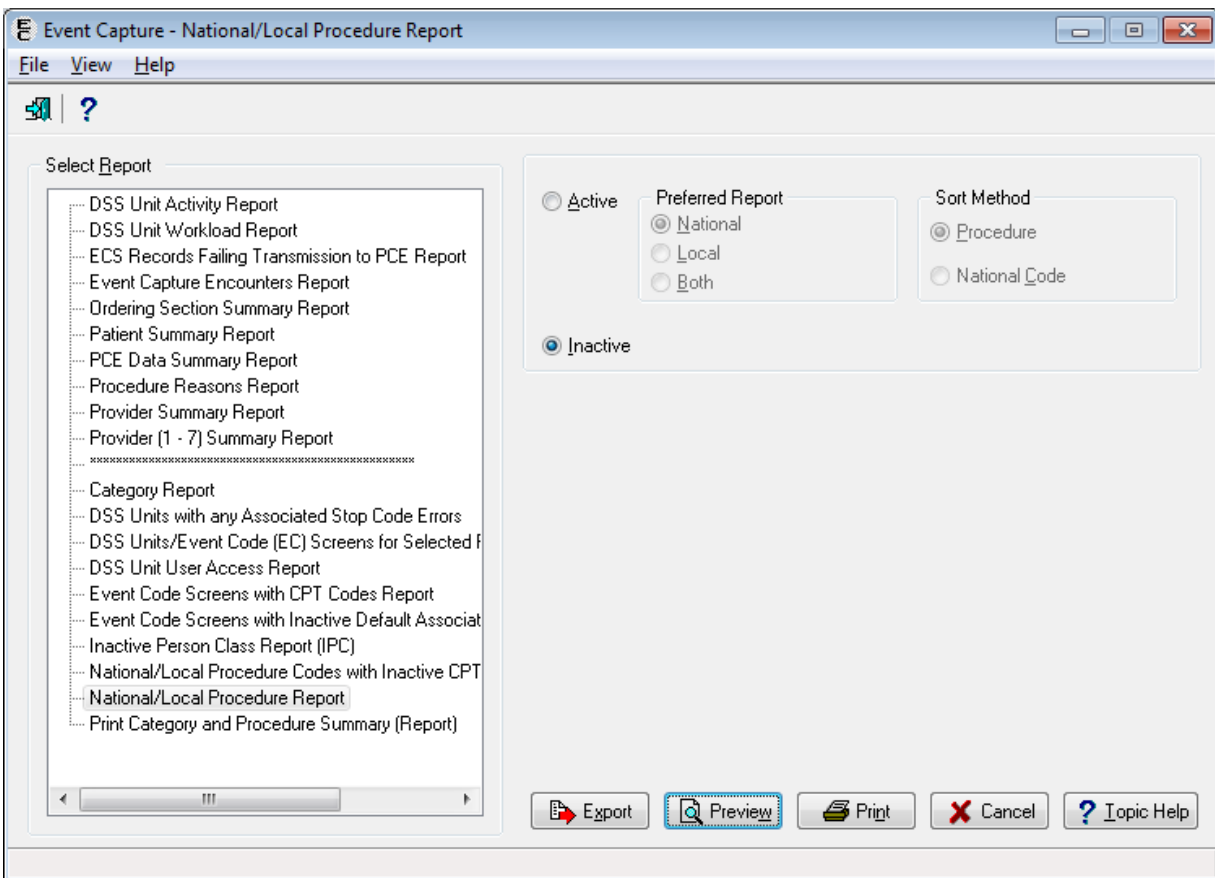 Event Capture - National/Local Procedure Report
File View Help
?
Select Report
DSS Unit Activity Report
DSS Unit Workload Report
ECS Records Failing Transmission to PCE Report
Event Capture Encounters Report
Ordering Section Summary Report
Patient Summary Report
PCE Data Summary Report
Procedure Reasons Report
Provider Summary Report
Provider (1 - 7) Summary Report
**************************************************
Category Report
DSS Units with any Associated Stop Code Errors
DSS Units/Event Code (EC) Screens for Selected
DSS Unit User Access Report
Event Code Screens with CPT Codes Report
Event Code Screens with Inactive Default Associat
Inactive Person Class Report (IPC)
National/Local Procedure Codes with Inactive CPT
National/Local Procedure Report
Print Category and Procedure Summary (Report)
Active
Preferred Report
National
Local
Both
Sort Method
Procedure
National Code
Inactive
Export Preview Print Cancel ? Topic Help